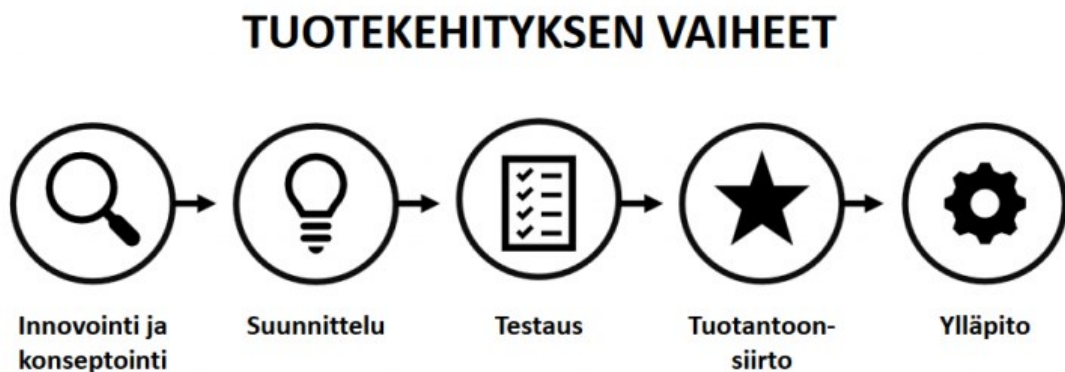 TUOTEKEHITYKSEN VAIHEET
Innovointi ja
konseptointi
Suunnittelu
Testaus
Tuotantoon-
siirto
Ylläpito